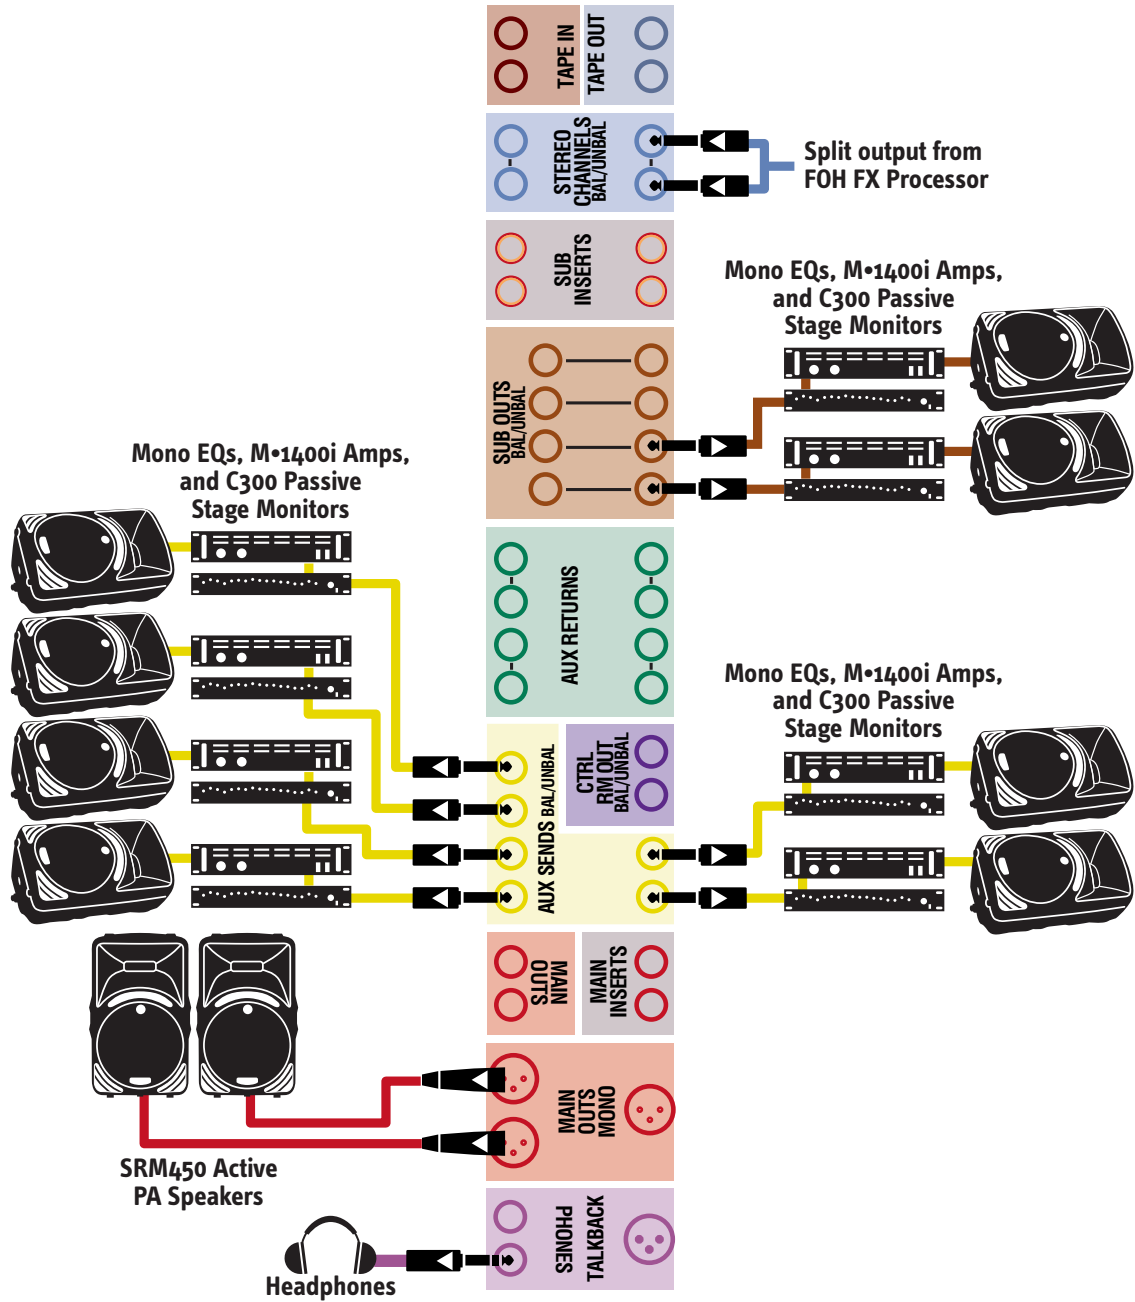 TAPE IN
TAPE OUT
STEREO
CHANNELS
BAL/UNBAL
Split output from
FOH FX Processor
SUB
INSERTS
Mono EQs, M•1400i Amps,
and C300 Passive
Stage Monitors
SUB OUTS
BAL/UNBAL
Mono EQs, M•1400i Amps,
and C300 Passive
Stage Monitors
AUX RETURNS
Mono EQs, M•1400i Amps,
and C300 Passive
Stage Monitors
CTRL
RM OUT
BAL/UNBAL
AUX SENDS BAL/UNBAL
MAIN
OUTS
MAIN
INSERTS
MAIN
OUTS
MONO
SRM450 Active
PA Speakers
PHONES
TALKBACK
Headphones